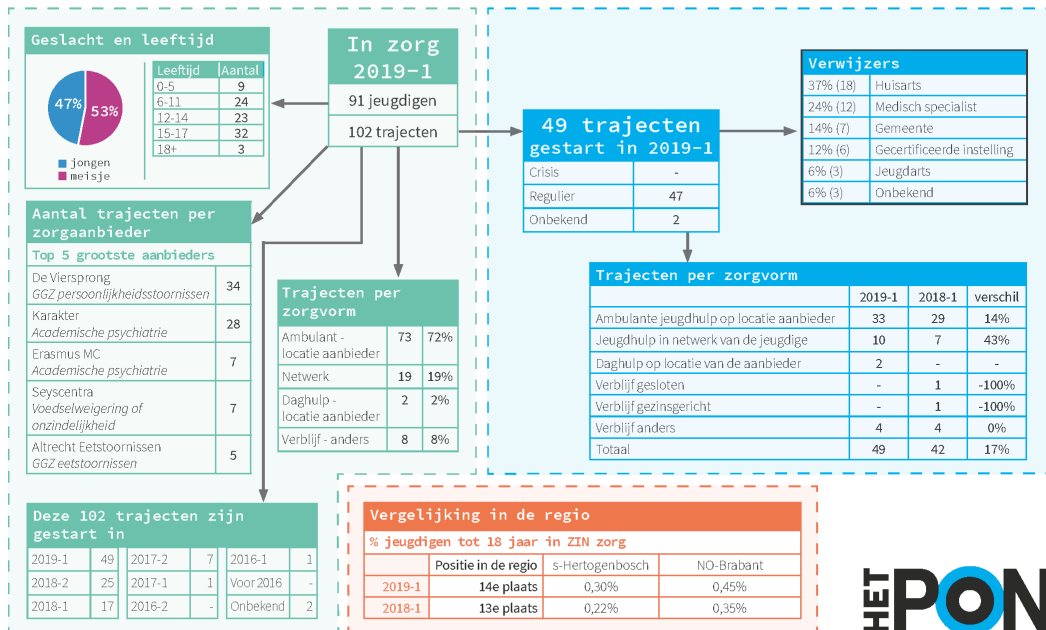 Geslacht en leeftijd
47%
53%
jongen
meisje
Leeftijd Aantal
0-5 9
6-11 24
12-14 23
15-17 32
18+ 3
In zorg
2019-1
91 jeugdigen
102 trajecten
Aantal trajecten per
zorgaanbieder
Top 5 grootste aanbieders
De Viersprong
GGZ persoonlijkheidsstoornissen 34
Karakter
Academische psychiatrie 28
Erasmus MC
Academische psychiatrie 7
Seyscentra
Voedselweigering of
onzindelijkheid 7
Altrecht Eetstoornissen
GGZ eetstoornissen 5
Trajecten per
zorgvorm
Ambulant -
locatie aanbieder 73 72%
Netwerk 19 19%
Daghulp -
locatie aanbieder 2 2%
Verblijf - anders 8 8%
Deze 102 trajecten zijn
gestart in
2019-1 49 2017-2 7 2016-1 1
2018-2 25 2017-1 1 Voor 2016 -
2018-1 17 2016-2 - Onbekend 2
49 trajecten
gestart in 2019-1
Crisis -
Regulier 47
Onbekend 2
Verwijzers
37% (18) Huisarts
24% (12) Medisch specialist
14% (7) Gemeente
12% (6) Gecertificeerde instelling
6% (3) Jeugdarts
6% (3) Onbekend
Trajecten per zorgvorm
2019-1 2018-1 verschil
Ambulante jeugdhulp op locatie aanbieder 33 29 14%
Jeugdhulp in netwerk van de jeugdige 10 7 43%
Daghulp op locatie van de aanbieder 2 - -
Verblijf gesloten - 1 -100%
Verblijf gezinsgericht - 1 -100%
Verblijf anders 4 4 0%
Totaal 49 42 17%
Vergelijking in de regio
% jeugdigen tot 18 jaar in ZIN zorg
Positie in de regio s-Hertogenbosch NO-Brabant
2019-1 14e plaats 0,30% 0,45%
2018-1 13e plaats 0,22% 0,35%
HET PON